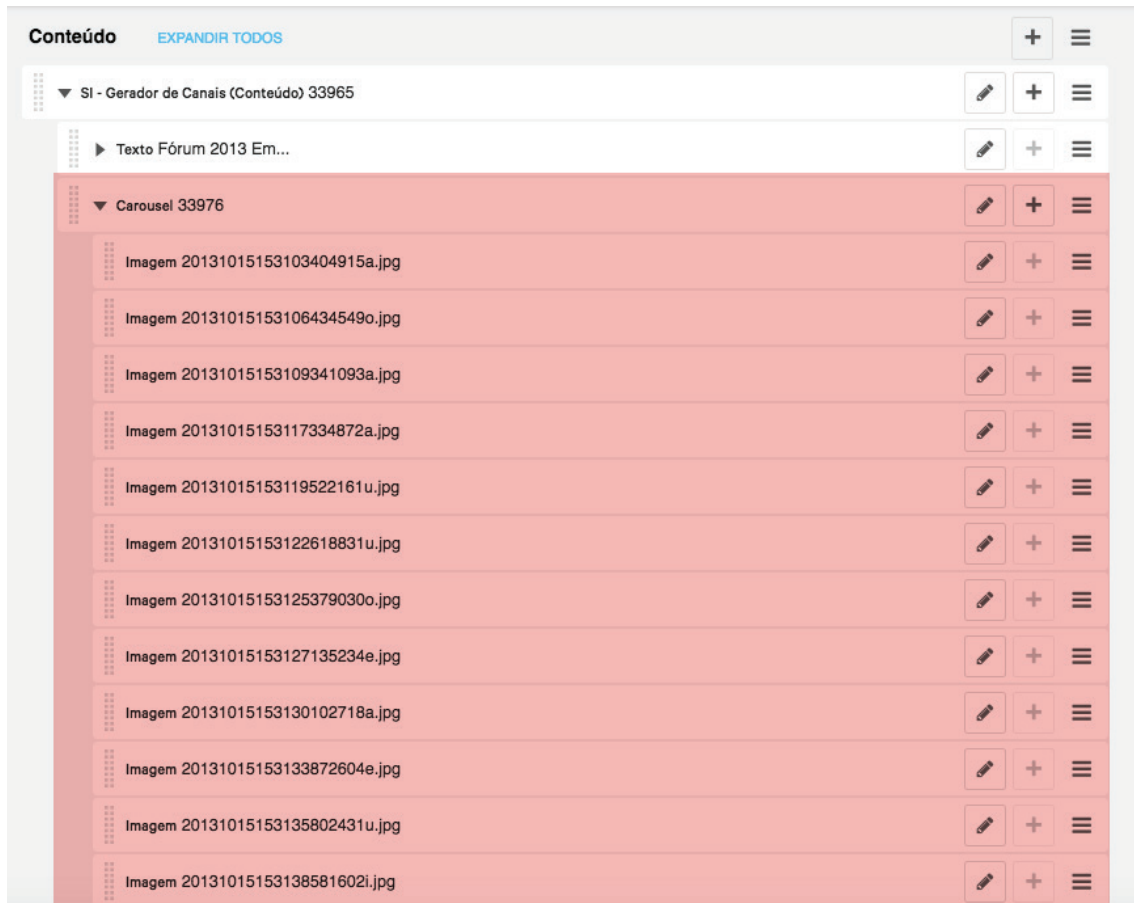 Conteúdo EXPANDIR TODOS
SI - Gerador de Canais (Conteúdo) 33965
Texto Fórum 2013 Em...
Carousel 33976
Imagem 20131015153103404915a.jpg
Imagem 20131015153106434549o.jpg
Imagem 20131015153109341093a.jpg
Imagem 20131015153117334872a.jpg
Imagem 20131015153119522161u.jpg
Imagem 20131015153122618831u.jpg
Imagem 20131015153125379030o.jpg
Imagem 20131015153127135234e.jpg
Imagem 20131015153130102718a.jpg
Imagem 20131015153133872604e.jpg
Imagem 20131015153135802431u.jpg
Imagem 20131015153138581602i.jpg